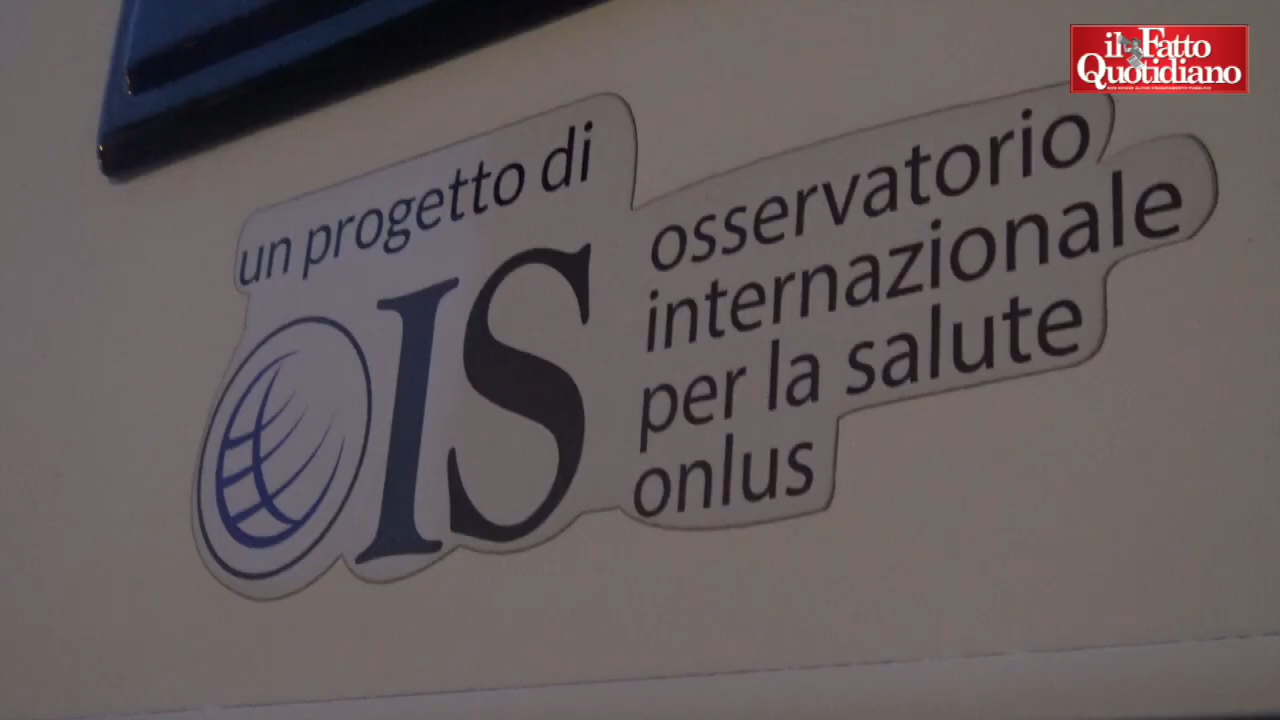 il Fatto
Quotidiano
un progetto di
OIS
osservatorio
internazionale
per la salute
onlus